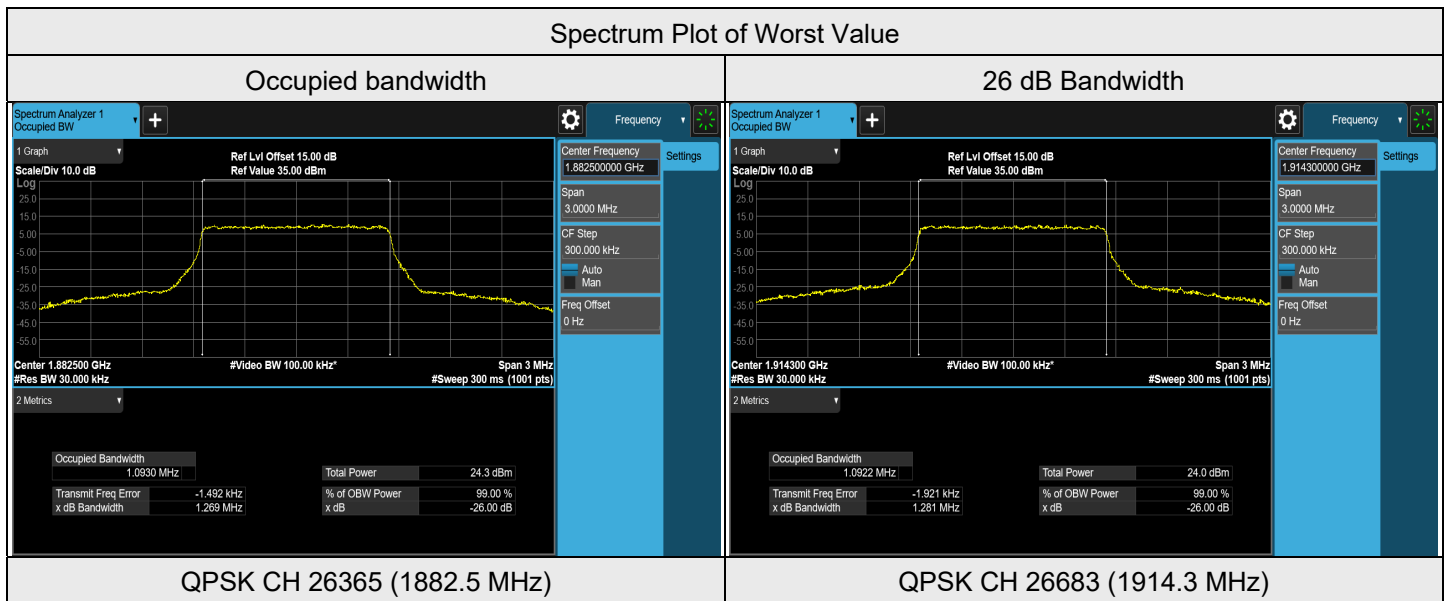 Spectrum Plot of Worst Value
Occupied bandwidth
26 dB Bandwidth
Spectrum Analyzer 1
Occupied BW
+
Frequency
1 Graph
Scale/Div 10.0 dB
Ref Lvl Offset 15.00 dB
Ref Value 35.00 dBm
Log
25.0
15.0
5.00
-5.00
-15.0
-25.0
-35.0
-45.0
-55.0
Center 1.882500 GHz
#Video BW 100.00 kHz*
Span 3 MHz
#Res BW 30.000 kHz
#Sweep 300 ms (1001 pts)
Center Frequency
1.882500000 GHz
Settings
Span
3.0000 MHz
CF Step
300.000 kHz
Auto
Man
Freq Offset
0 Hz
2 Metrics
Occupied Bandwidth
1.0930 MHz
Total Power 24.3 dBm
Transmit Freq Error -1.492 kHz
% of OBW Power 99.00 %
x dB Bandwidth 1.269 MHz
x dB -26.00 dB
Spectrum Analyzer 1
Occupied BW
+
Frequency
1 Graph
Scale/Div 10.0 dB
Ref Lvl Offset 15.00 dB
Ref Value 35.00 dBm
Log
25.0
15.0
5.00
-5.00
-15.0
-25.0
-35.0
-45.0
-55.0
Center 1.914300 GHz
#Video BW 100.00 kHz*
Span 3 MHz
#Res BW 30.000 kHz
#Sweep 300 ms (1001 pts)
Center Frequency
1.914300000 GHz
Settings
Span
3.0000 MHz
CF Step
300.000 kHz
Auto
Man
Freq Offset
0 Hz
2 Metrics
Occupied Bandwidth
1.0922 MHz
Total Power 24.0 dBm
Transmit Freq Error -1.921 kHz
% of OBW Power 99.00 %
x dB Bandwidth 1.281 MHz
x dB -26.00 dB
QPSK CH 26365 (1882.5 MHz)
QPSK CH 26683 (1914.3 MHz)